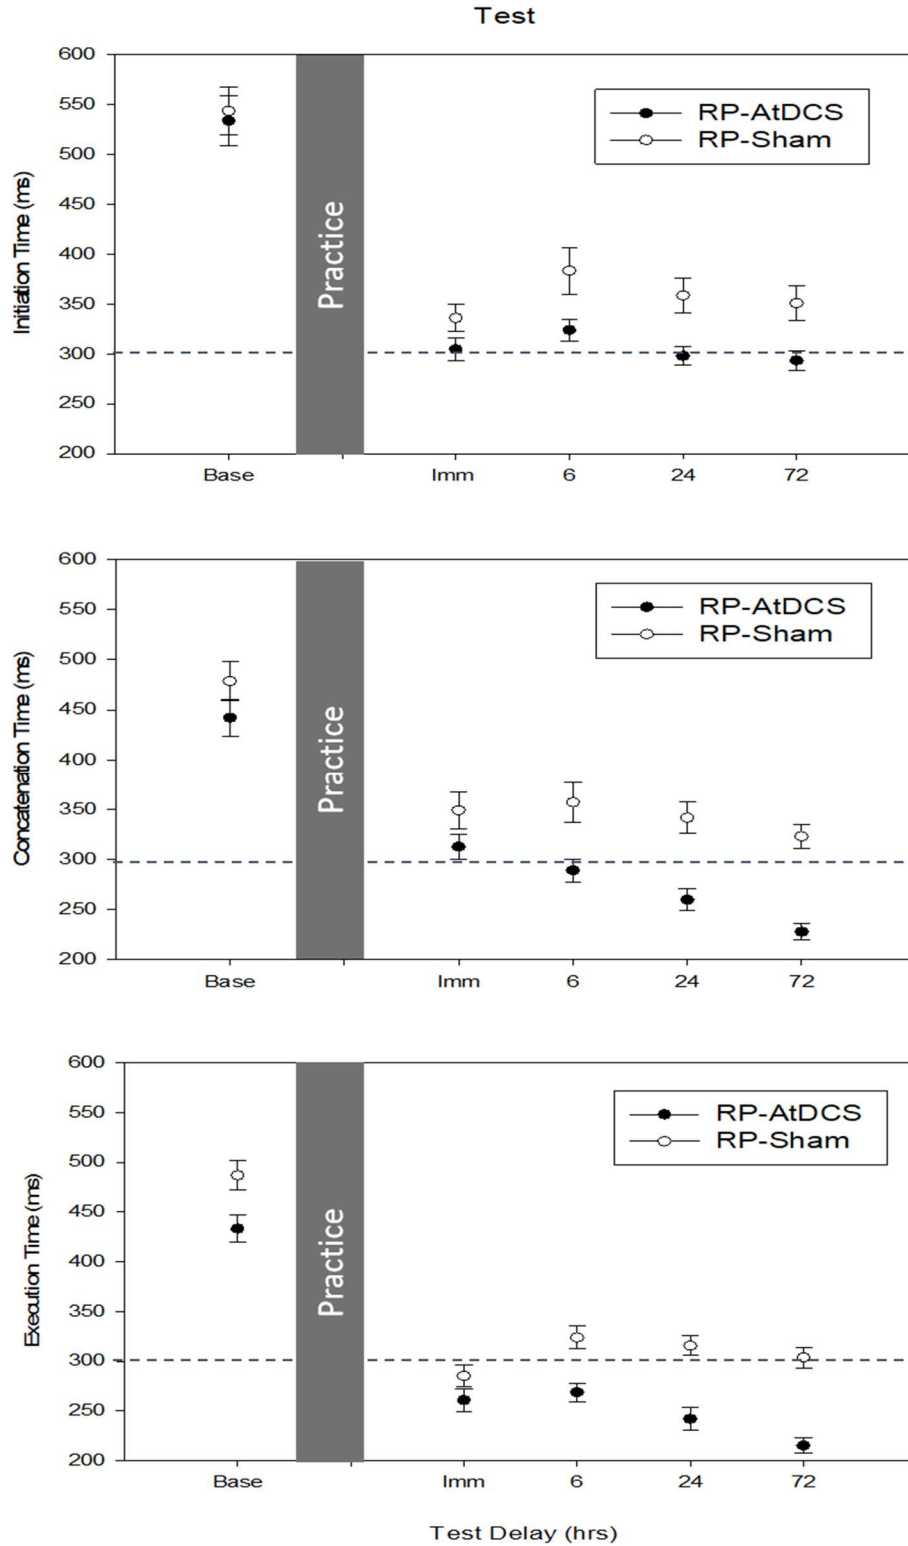 Test
600
550
500
450
400
350
300
250
200
Initiation Time (ms)
Practice
RP-AtDCS
RP-Sham
Base
Imm
6
24
72
600
550
500
450
400
350
300
250
200
Concatenation Time (ms)
Practice
RP-AtDCS
RP-Sham
Base
Imm
6
24
72
600
550
500
450
400
350
300
250
200
Execution Time (ms)
Practice
RP-AtDCS
RP-Sham
Base
Imm
6
24
72
Test Delay (hrs)